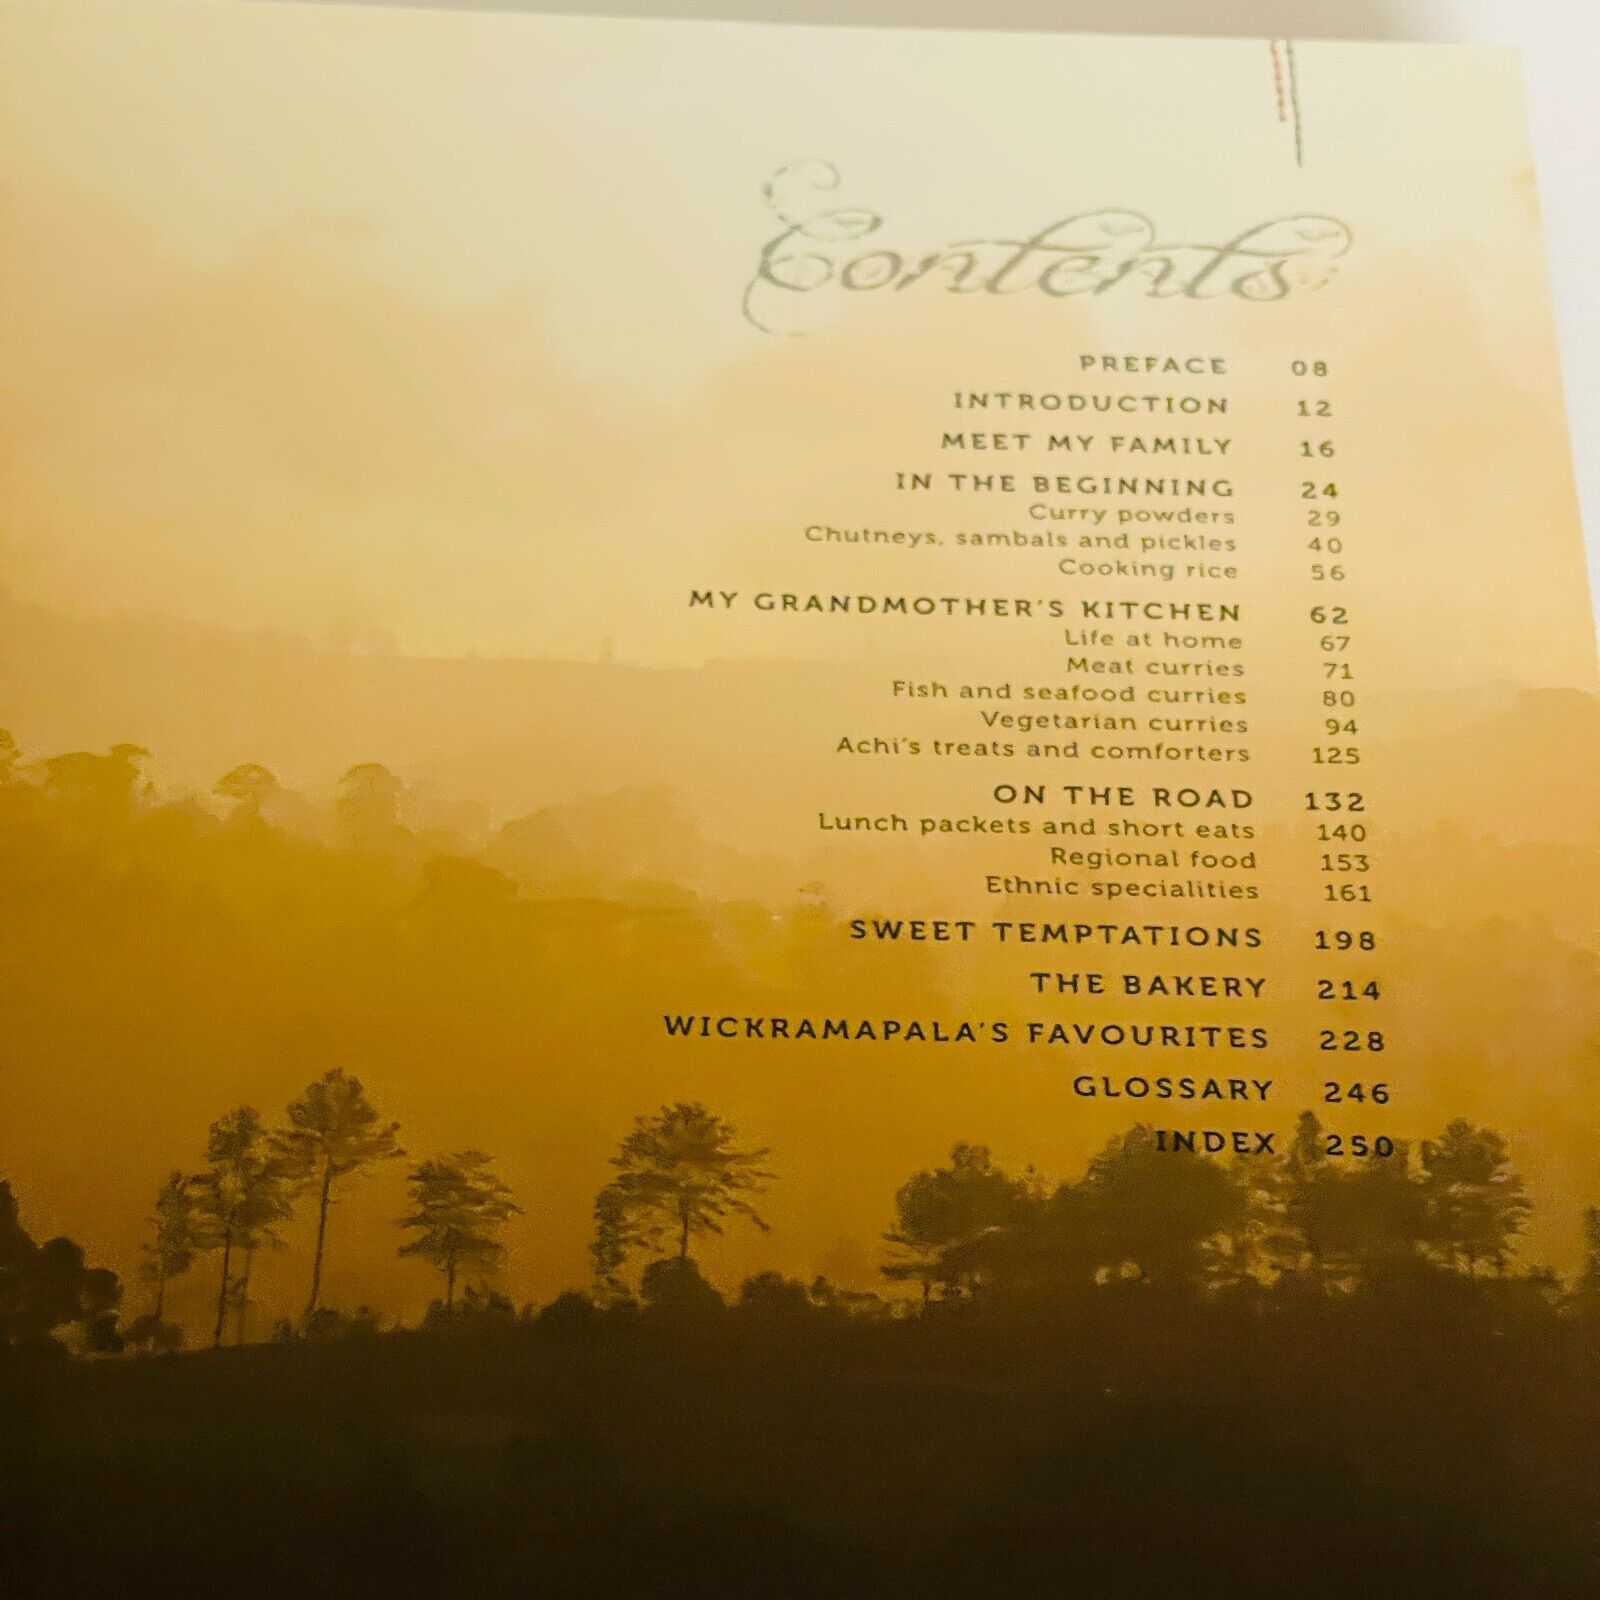 Contents
PREFACE 08
INTRODUCTION 12
MEET MY FAMILY 16
IN THE BEGINNING 24
Curry powders 29
Chutneys, sambals and pickles 40
Cooking rice 56
MY GRANDMOTHER'S KITCHEN 62
Life at home 67
Meat curries 71
Fish and seafood curries 80
Vegetarian curries 94
Achi's treats and comforters 125
ON THE ROAD 132
Lunch packets and short eats 140
Regional food 153
Ethnic specialities 161
SWEET TEMPTATIONS 198
THE BAKERY 214
WICKRAMAPALA'S FAVOURITES 228
GLOSSARY 246
INDEX 250